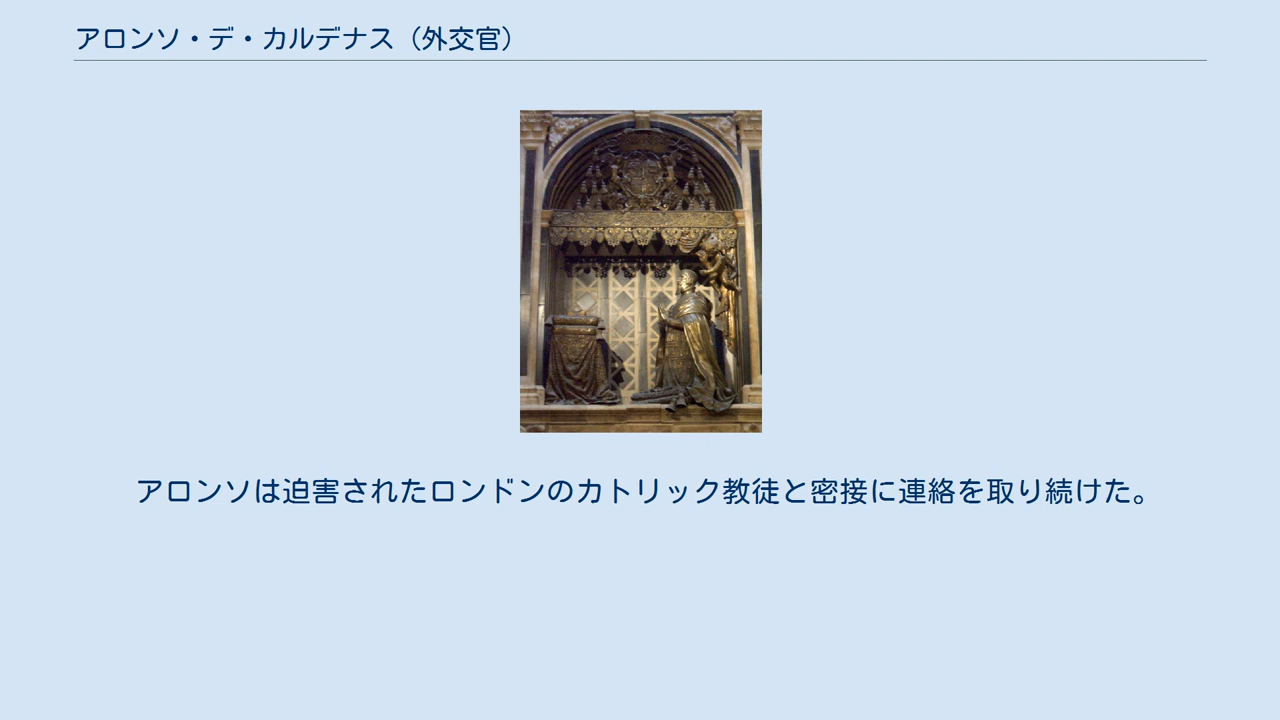 アロンソ・デ・カルデナス（外交官）
アロンソは迫害されたロンドンのカトリック教徒と密接に連絡を取り続けた。